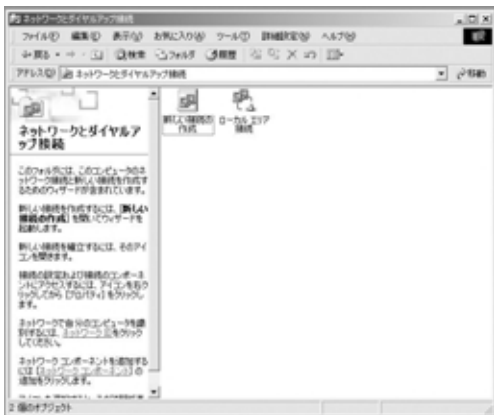 ネットワークとダイヤルアップ接続
ファイル(F) 編集(E) 表示(V) お気に入り(A) ツール(T) 詳細設定(N) ヘルプ(H)
戻る 検索 フォルダ 履歴
アドレス(D) ネットワークとダイヤルアップ接続 移動
ネットワークとダイヤルア
ップ接続
このフォルダには、このコンピュータのネ
ットワーク接続と新しい接続を作成す
るためのウィザードが含まれています。
新しい接続を作成するには、[新しい
接続の作成] を開いてウィザードを
起動します。
新しい接続を確立するには、そのアイ
コンを開きます。
接続の設定および接続のコンポーネ
ントにアクセスするには、アイコンを右ク
リックしてから [プロパティ] をクリックし
ます。
ネットワークで自分のコンピュータを識
別するには、ネットワーク ID をクリック
してください。
ネットワーク コンポーネントを追加する
には [ネットワーク コンポーネント] の
追加をクリックします。
新しい接続の
作成
ローカル エリア
接続
2 個のオブジェクト